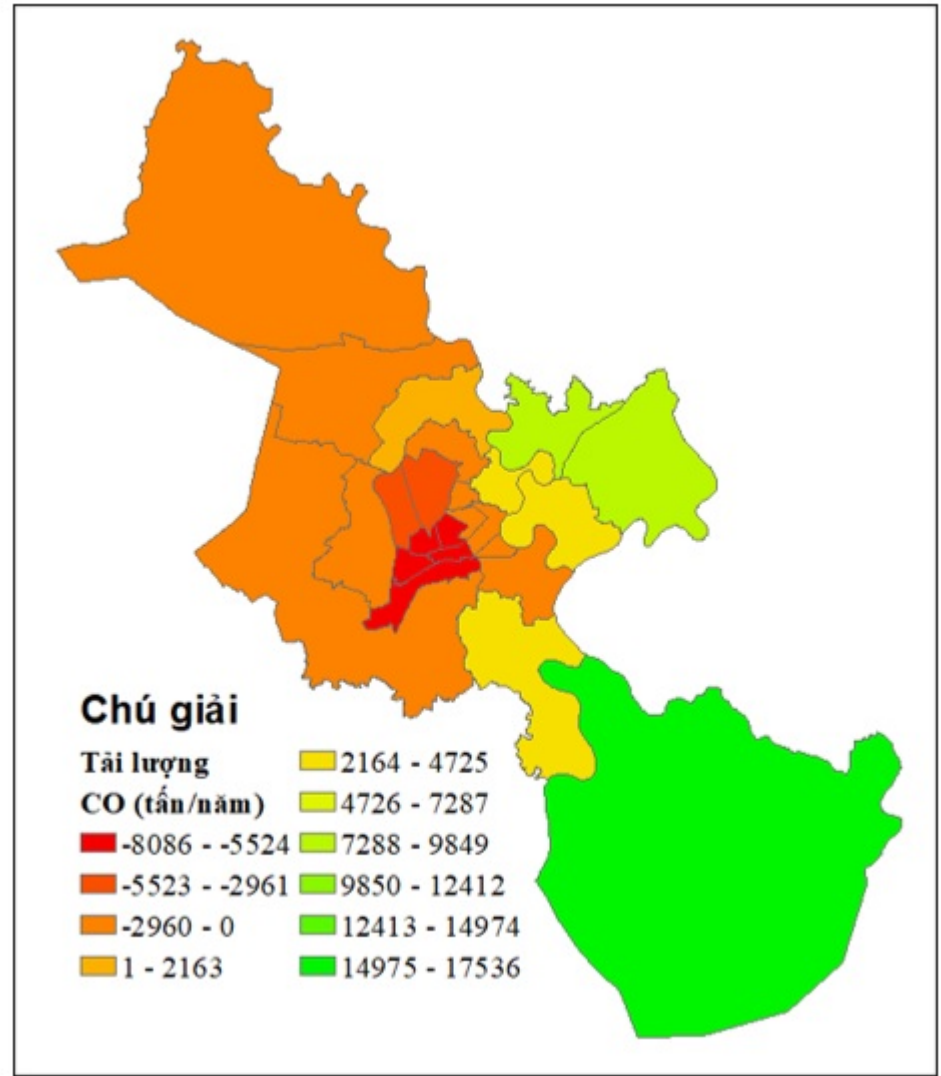 Chú giải
Tải lượng
CO (tấn/năm)
-8086 - -5524
-5523 - -2961
-2960 - 0
1 - 2163
2164 - 4725
4726 - 7287
7288 - 9849
9850 - 12412
12413 - 14974
14975 - 17536